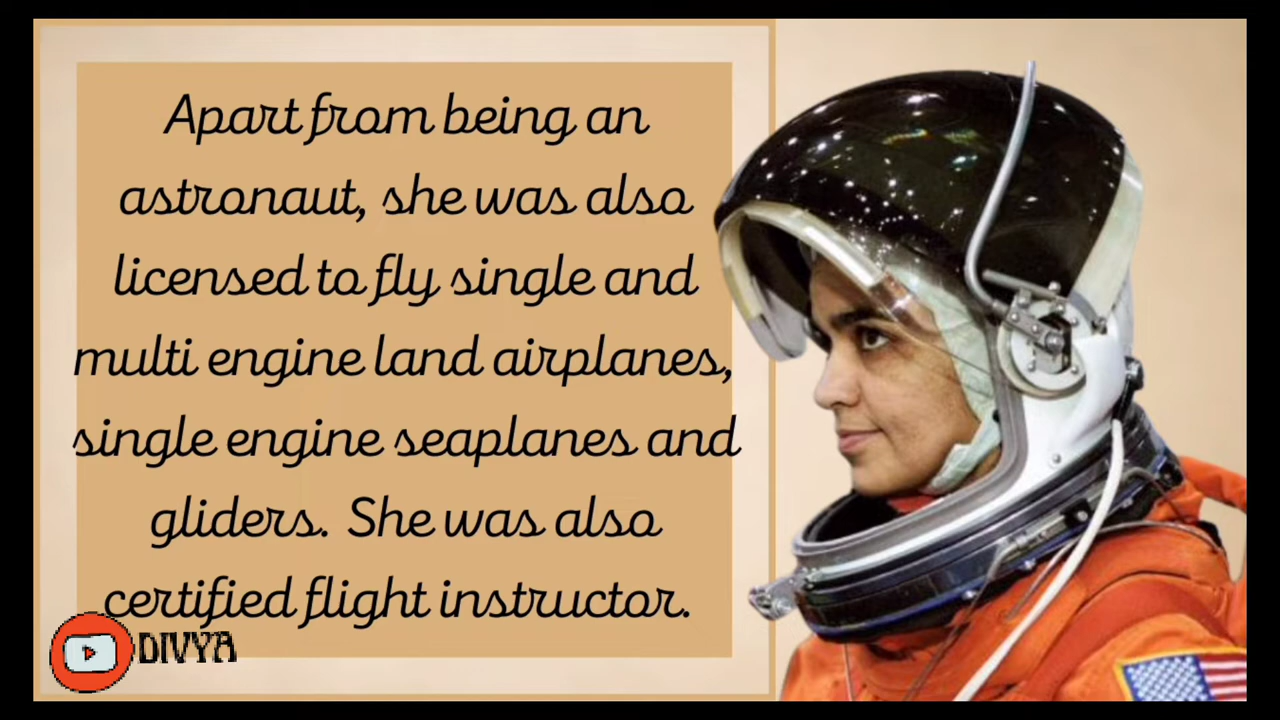 Apart from being an
astronaut, she was also
licensed to fly single and
multi engine land airplanes,
single engine seaplanes and
gliders. She was also
certified flight instructor.
DIVYA